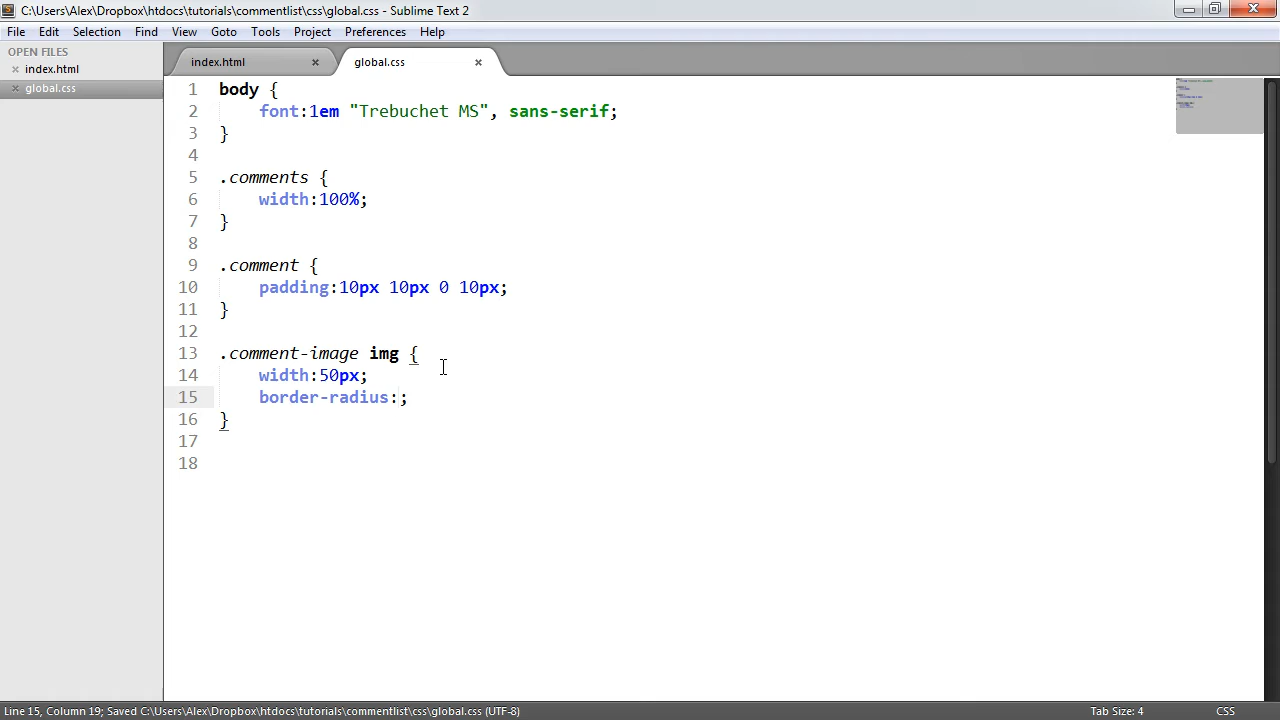 C:\Users\Alex\Dropbox\htdocs\tutorials\commentlist\css\global.css - Sublime Text 2
File Edit Selection Find View Goto Tools Project Preferences Help
OPEN FILES
index.html
global.css
index.html global.css
1 body {
2 font:1em "Trebuchet MS", sans-serif;
3 }
4
5 .comments {
6 width:100%;
7 }
8
9 .comment {
10 padding:10px 10px 0 10px;
11 }
12
13 .comment-image img {
14 width:50px;
15 border-radius:;
16 }
17
18
Line 15, Column 19; Saved C:\Users\Alex\Dropbox\htdocs\tutorials\commentlist\css\global.css (UTF-8) Tab Size: 4 CSS